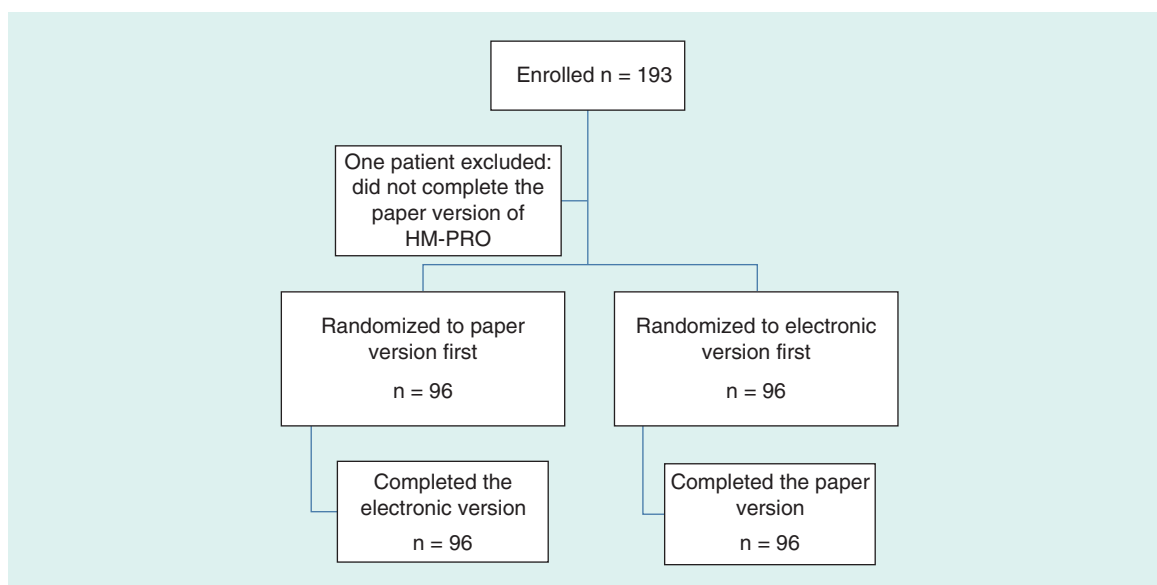 Enrolled n = 193
One patient excluded:
did not complete the
paper version of
HM-PRO
Randomized to paper
version first
n = 96
Randomized to electronic
version first
n = 96
Completed the
electronic version
n = 96
Completed the paper
version
n = 96